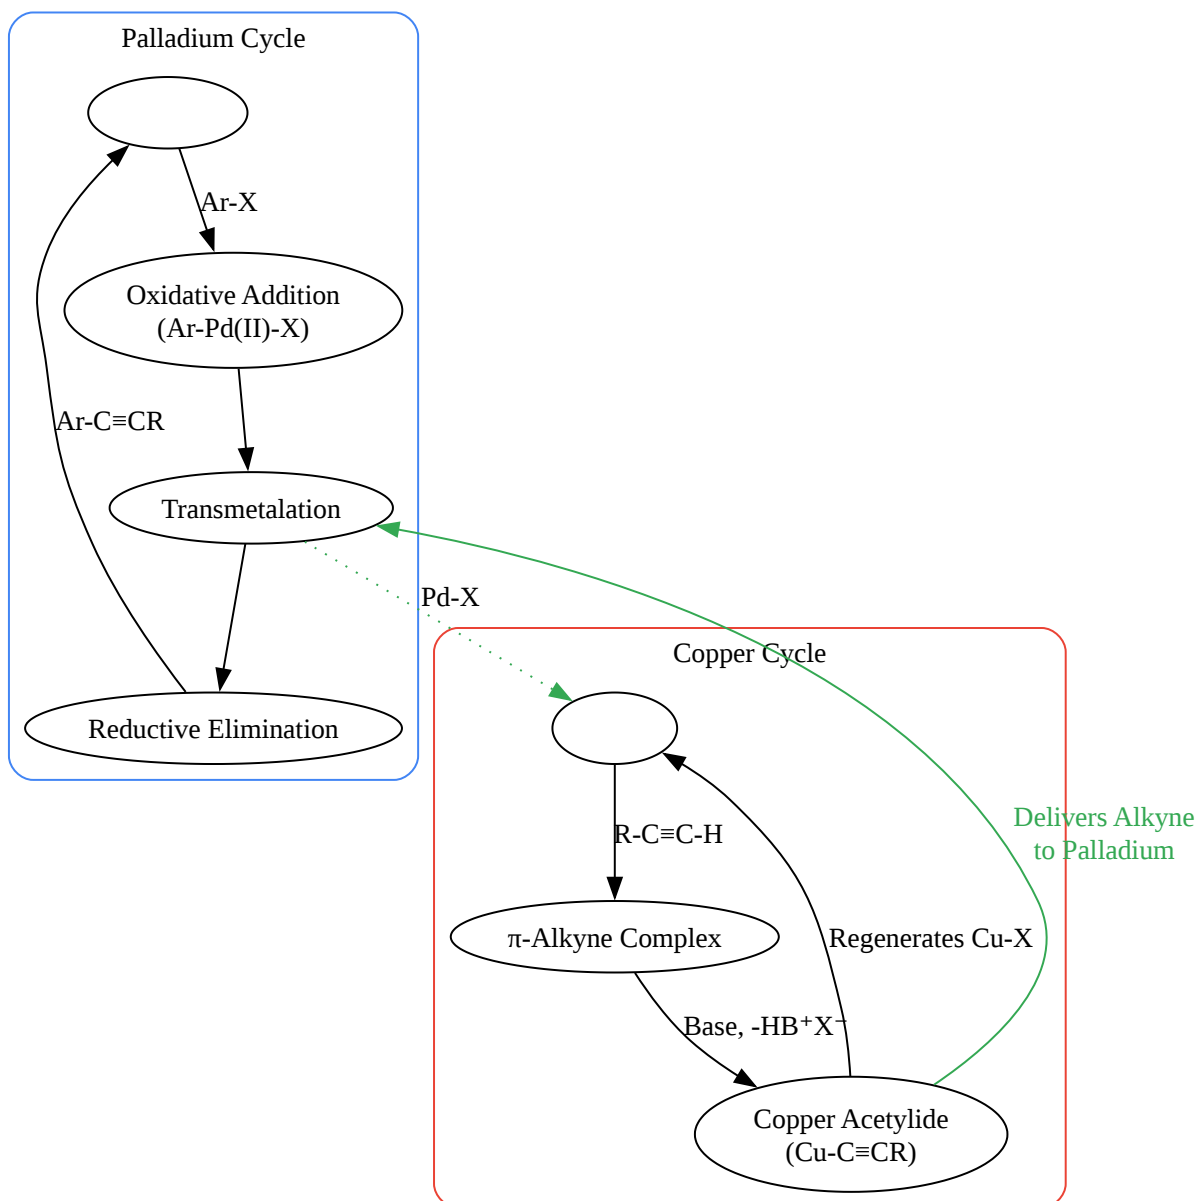 Palladium Cycle
Ar-X
Oxidative Addition
(Ar-Pd(II)-X)
Ar-C≡CR
Transmetalation
Pd-X
Reductive Elimination
Copper Cycle
R-C≡C-H
Delivers Alkyne
to Palladium
π-Alkyne Complex
Regenerates Cu-X
Base, -HB⁺X⁻
Copper Acetylide
(Cu-C≡CR)